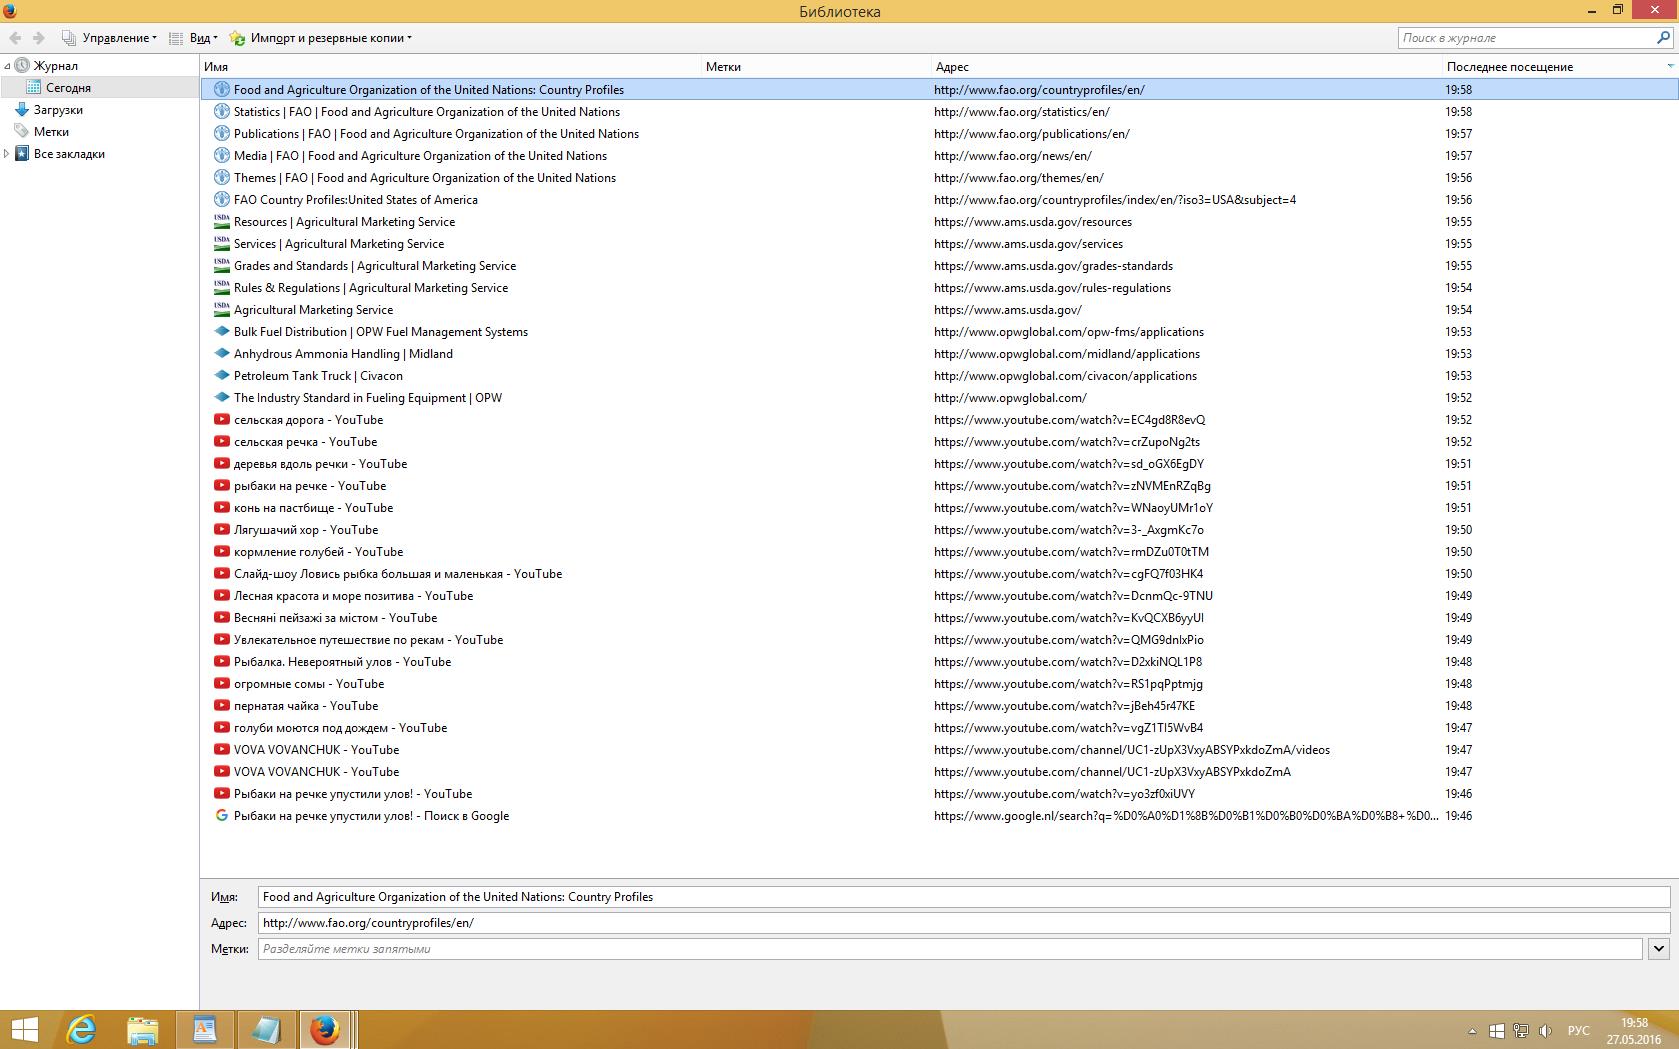 Библиотека
Управление Вид Импорт и резервные копии Поиск в журнале
Журнал
Сегодня
Загрузки
Метки
Все закладки
Имя Метки Адрес Последнее посещение
Food and Agriculture Organization of the United Nations: Country Profiles http://www.fao.org/countryprofiles/en/ 19:58
Statistics | FAO | Food and Agriculture Organization of the United Nations http://www.fao.org/statistics/en/ 19:58
Publications | FAO | Food and Agriculture Organization of the United Nations http://www.fao.org/publications/en/ 19:57
Media | FAO | Food and Agriculture Organization of the United Nations http://www.fao.org/news/en/ 19:57
Themes | FAO | Food and Agriculture Organization of the United Nations http://www.fao.org/themes/en/ 19:56
FAO Country Profiles:United States of America http://www.fao.org/countryprofiles/index/en/?iso3=USA&subject=4 19:56
USDA Resources | Agricultural Marketing Service https://www.ams.usda.gov/resources 19:55
USDA Services | Agricultural Marketing Service https://www.ams.usda.gov/services 19:55
USDA Grades and Standards | Agricultural Marketing Service https://www.ams.usda.gov/grades-standards 19:55
USDA Rules & Regulations | Agricultural Marketing Service https://www.ams.usda.gov/rules-regulations 19:54
USDA Agricultural Marketing Service https://www.ams.usda.gov/ 19:54
Bulk Fuel Distribution | OPW Fuel Management Systems http://www.opwglobal.com/opw-fms/applications 19:53
Anhydrous Ammonia Handling | Midland http://www.opwglobal.com/midland/applications 19:53
Petroleum Tank Truck | Civacon http://www.opwglobal.com/civacon/applications 19:53
The Industry Standard in Fueling Equipment | OPW http://www.opwglobal.com/ 19:52
сельская дорога - YouTube https://www.youtube.com/watch?v=EC4gd8R8evQ 19:52
сельская речка - YouTube https://www.youtube.com/watch?v=crZupoNg2ts 19:52
деревья вдоль речки - YouTube https://www.youtube.com/watch?v=sd_oGX6EgDY 19:51
рыбаки на речке - YouTube https://www.youtube.com/watch?v=zNVMEnRZqBg 19:51
конь на пастбище - YouTube https://www.youtube.com/watch?v=WNaoyUMr1oY 19:51
Лягушачий хор - YouTube https://www.youtube.com/watch?v=3-_AxgmKc7o 19:50
кормление голубей - YouTube https://www.youtube.com/watch?v=rmDZu0T0tTM 19:50
Слайд-шоу Ловись рыбка большая и маленькая - YouTube https://www.youtube.com/watch?v=cgFQ7f03HK4 19:50
Лесная красота и море позитива - YouTube https://www.youtube.com/watch?v=DcnmQc-9TNU 19:49
Весняні пейзажі за містом - YouTube https://www.youtube.com/watch?v=KvQCXB6yyUI 19:49
Увлекательное путешествие по рекам - YouTube https://www.youtube.com/watch?v=QMG9dnlxPio 19:49
Рыбалка. Невероятный улов - YouTube https://www.youtube.com/watch?v=D2xkiNQL1P8 19:48
огромные сомы - YouTube https://www.youtube.com/watch?v=RS1pqPptmjg 19:48
пернатая чайка - YouTube https://www.youtube.com/watch?v=jBeh45r47KE 19:48
голуби моются под дождем - YouTube https://www.youtube.com/watch?v=vgZ1Tl5WvB4 19:47
VOVA VOVANCHUK - YouTube https://www.youtube.com/channel/UC1-zUpX3VxyABSYPxkdoZmA/videos 19:47
VOVA VOVANCHUK - YouTube https://www.youtube.com/channel/UC1-zUpX3VxyABSYPxkdoZmA 19:47
Рыбаки на речке упустили улов! - YouTube https://www.youtube.com/watch?v=yo3zf0xiUVY 19:46
Рыбаки на речке упустили улов! - Поиск в Google https://www.google.nl/search?q=%D0%A0%D1%8B%D0%B1%D0%B0%D0%BA%D0%B8+%D0... 19:46
Имя: Food and Agriculture Organization of the United Nations: Country Profiles
Адрес: http://www.fao.org/countryprofiles/en/
Метки: Разделяйте метки запятыми
РУС 19:58
27.05.2016